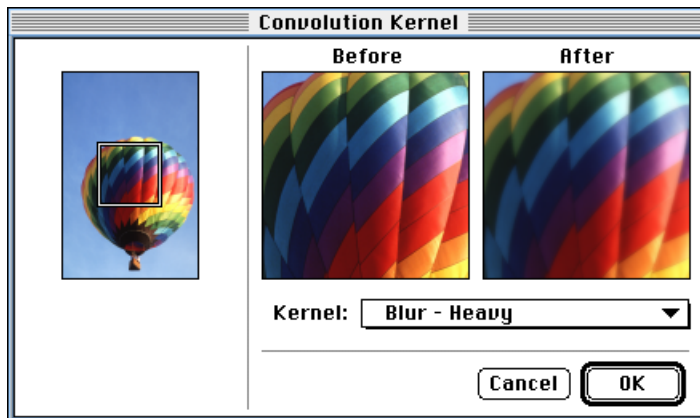 Convolution Kernel
Before
After
Kernel:
Blur - Heavy
Cancel
OK